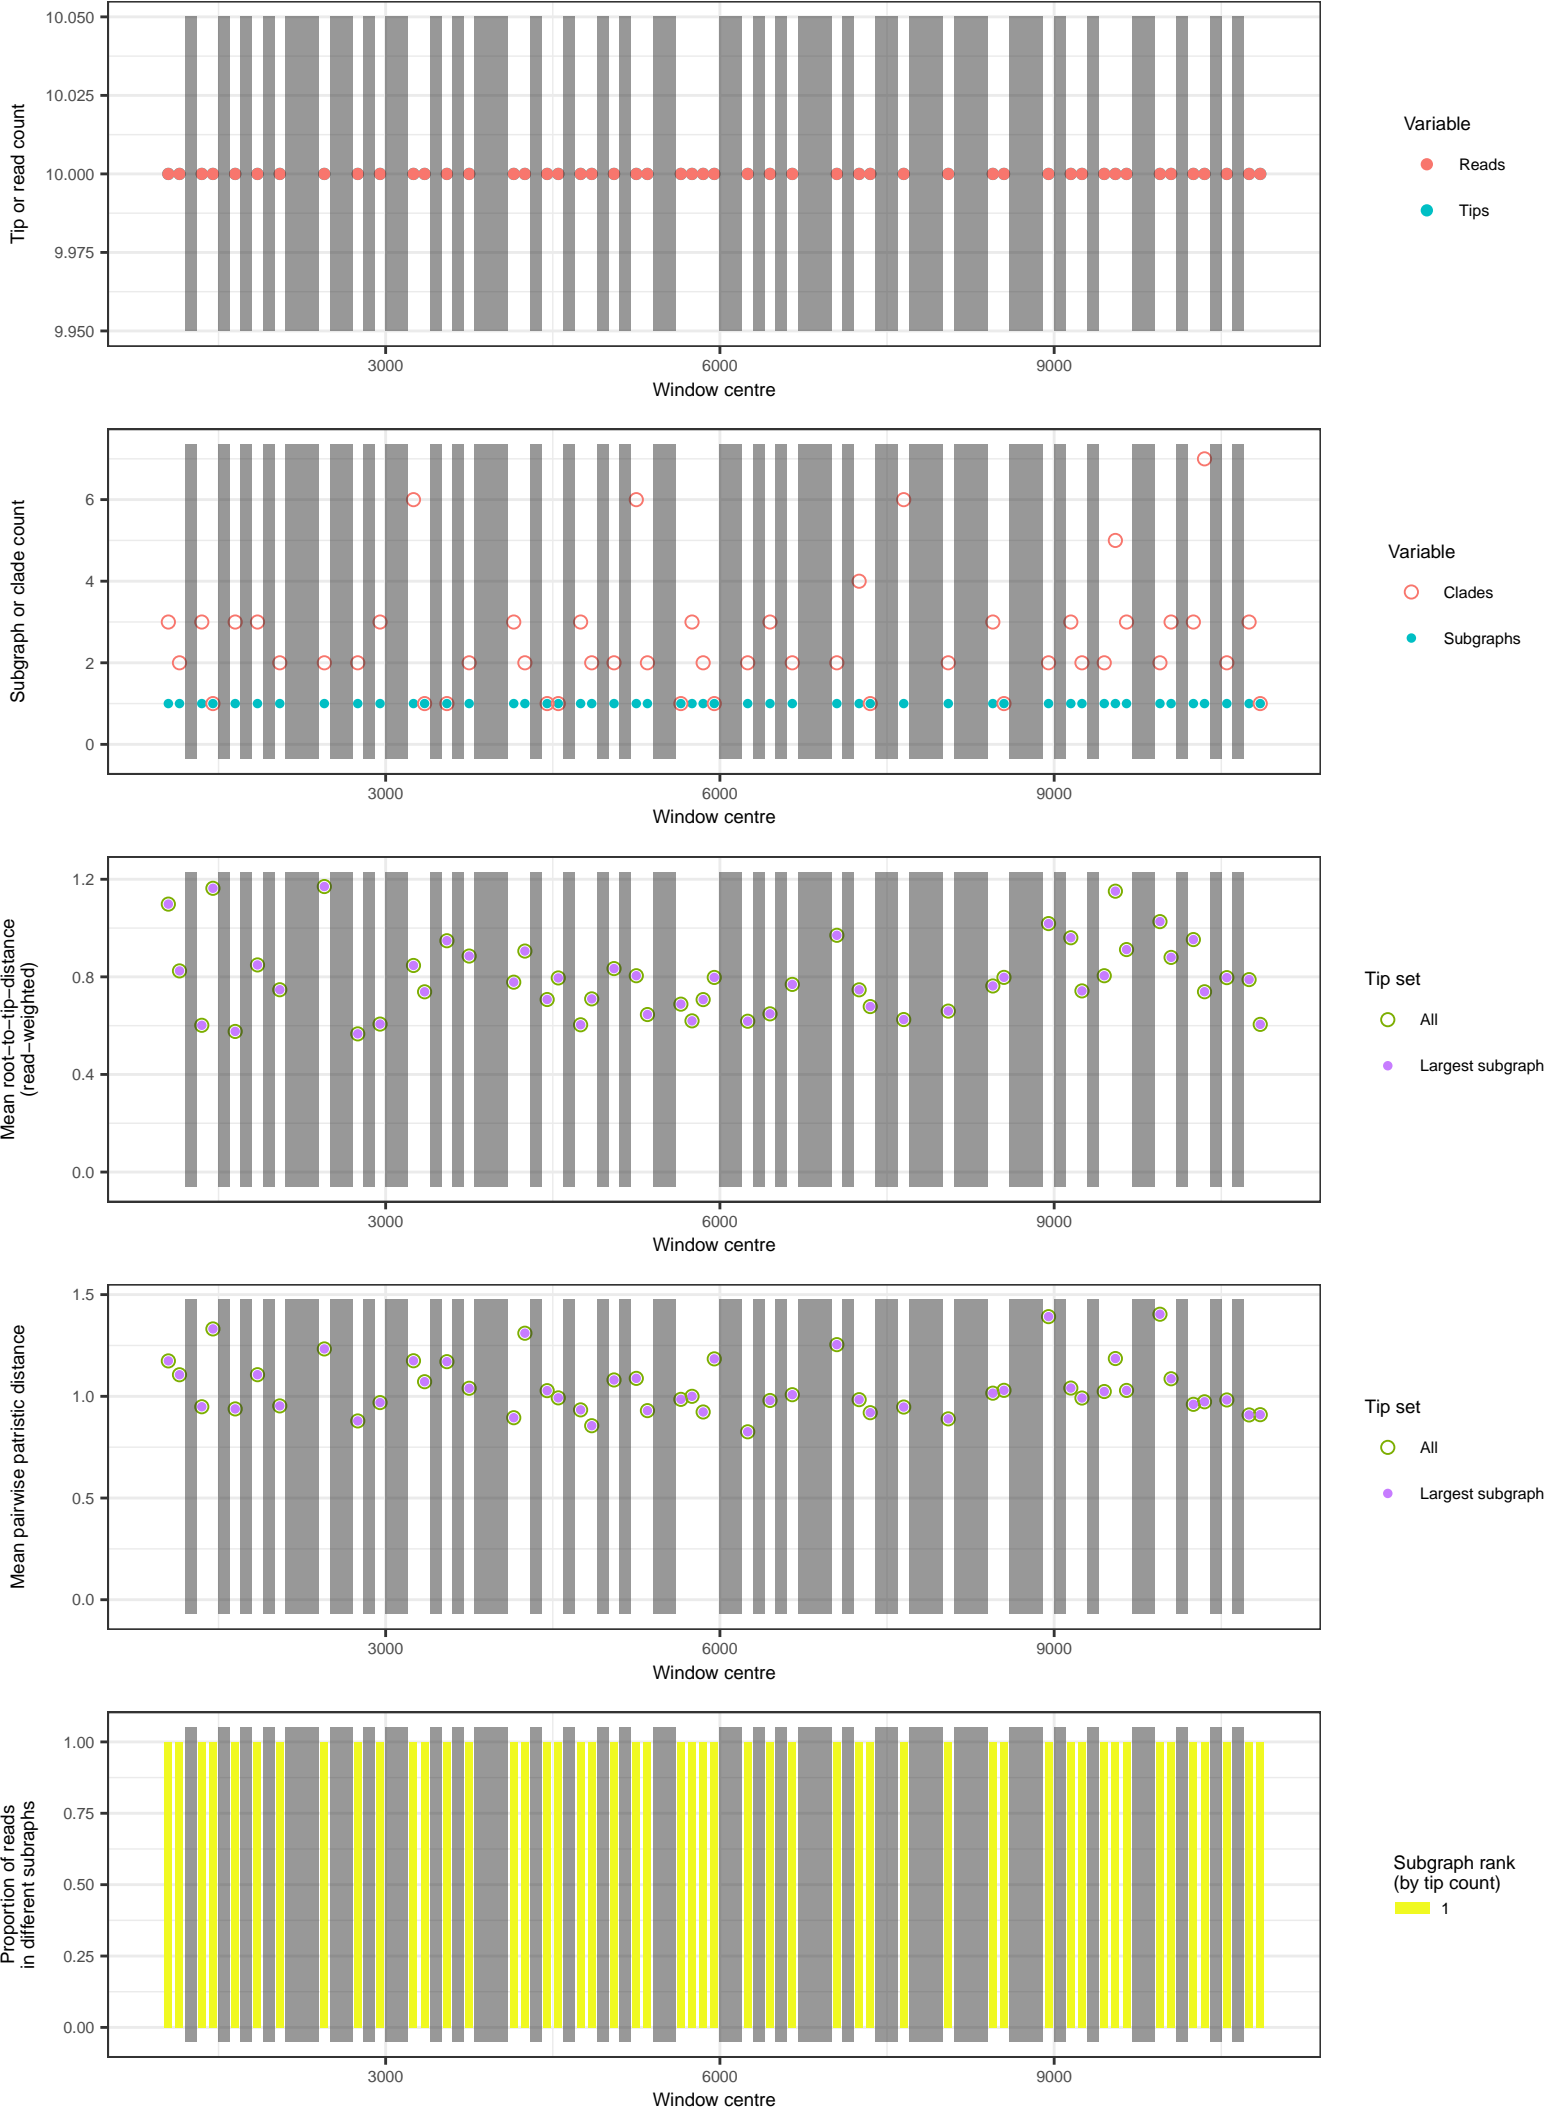 10.050
10.025
10.000
9.975
9.950
Tip or read count
3000
6000
9000
Window centre
Variable
Reads
Tips
6
4
2
0
Subgraph or clade count
3000
6000
9000
Window centre
Variable
Clades
Subgraphs
1.2
0.8
0.4
0.0
Mean root−to−tip−distance
(read−weighted)
3000
6000
9000
Window centre
Tip set
All
Largest subgraph
1.5
1.0
0.5
0.0
Mean pairwise patristic distance
3000
6000
9000
Window centre
Tip set
All
Largest subgraph
1.00
0.75
0.50
0.25
0.00
Proportion of reads
in different subraphs
3000
6000
9000
Window centre
Subgraph rank
(by tip count)
1